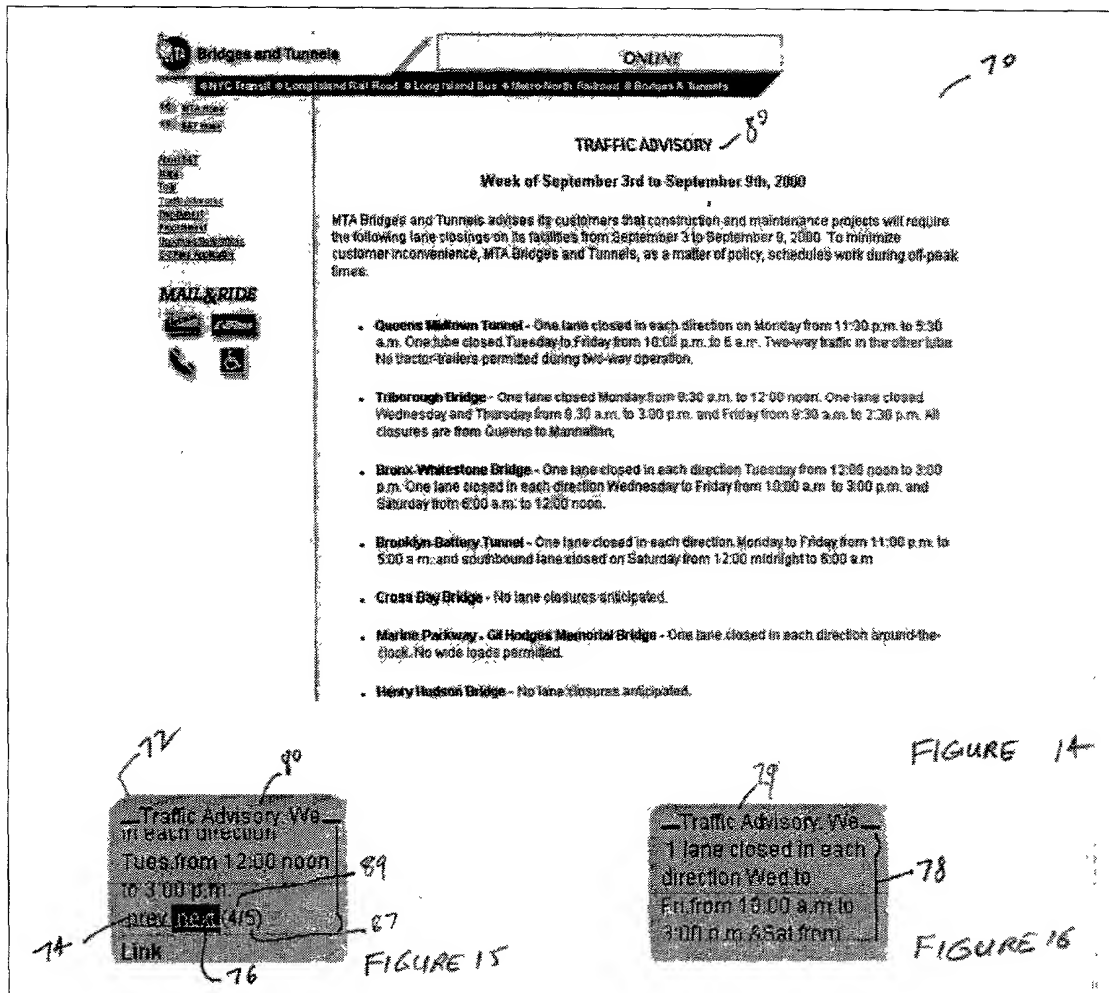 MTA Bridges and Tunnels
ONLINE
NYC Transit Long Island Rail Road Long Island Bus Metro-North Railroad Bridges & Tunnels
70
TRAFFIC ADVISORY
80
Week of September 3rd to September 9th, 2000
MTA Bridges and Tunnels advises its customers that construction and maintenance projects will require
the following lane closings on its facilities from September 3 to September 9, 2000. To minimize
customer inconvenience, MTA Bridges and Tunnels, as a matter of policy, schedules work during off-peak
times.
MAIL&RIDE
• Queens Midtown Tunnel - One lane closed in each direction on Monday from 11:30 p.m. to 5:30
a.m. One tube closed Tuesday to Friday from 10:00 p.m. to 6 a.m. Two-way traffic in the other tube.
No tractor-trailers permitted during two-way operation.
• Triborough Bridge - One lane closed Monday from 9:30 a.m. to 12:00 noon. One lane closed
Wednesday and Thursday from 9.30 a.m. to 3:00 p.m. and Friday from 9:30 a.m. to 2:30 p.m. All
closures are from Queens to Manhattan,
• Bronx-Whitestone Bridge - One lane closed in each direction Tuesday from 12:00 noon to 3:00
p.m. One lane closed in each direction Wednesday to Friday from 10:00 a.m. to 3:00 p.m. and
Saturday from 6:00 a.m. to 12:00 noon.
• Brooklyn-Battery Tunnel - One lane closed in each direction Monday to Friday from 11:00 p.m. to
5:00 a.m. and southbound lane closed on Saturday from 12:00 midnight to 6:00 a.m
• Cross Bay Bridge - No lane closures anticipated.
• Marine Parkway - Gil Hodges Memorial Bridge - One lane closed in each direction around-the-
clock. No wide loads permitted.
• Henry Hudson Bridge - No lane closures anticipated.
FIGURE 14
72
80
Traffic Advisory. We
in each direction
Tues.from 12:00 noon
to 3:00 p.m.
prev next (4/5)
Link
89
87
74
76
FIGURE 15
79
Traffic Advisory. We
1 lane closed in each
direction Wed to
Fri.from 10:00 a.m to
3:00 p.m &Sat from
78
FIGURE 16